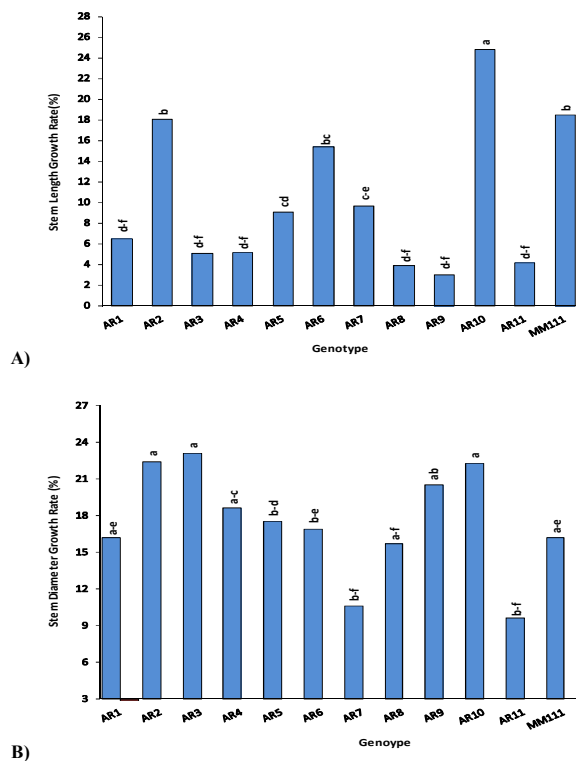 Stem Length Growth Rate(%)
28
26
24
22
20
18
16
14
12
10
8
6
4
2
0
d-f
b
d-f
d-f
cd
bc
c-e
d-f
d-f
a
d-f
b
AR1
AR2
AR3
AR4
AR5
AR6
AR7
AR8
AR9
AR10
AR11
MM111
Genotype
A)
Stem Diameter Growth Rate (%)
27
24
21
18
15
12
9
6
3
a-e
a
a
a-c
b-d
b-e
b-f
a-f
ab
a
b-f
a-e
AR1
AR2
AR3
AR4
AR5
AR6
AR7
AR8
AR9
AR10
AR11
MM111
Genoype
B)